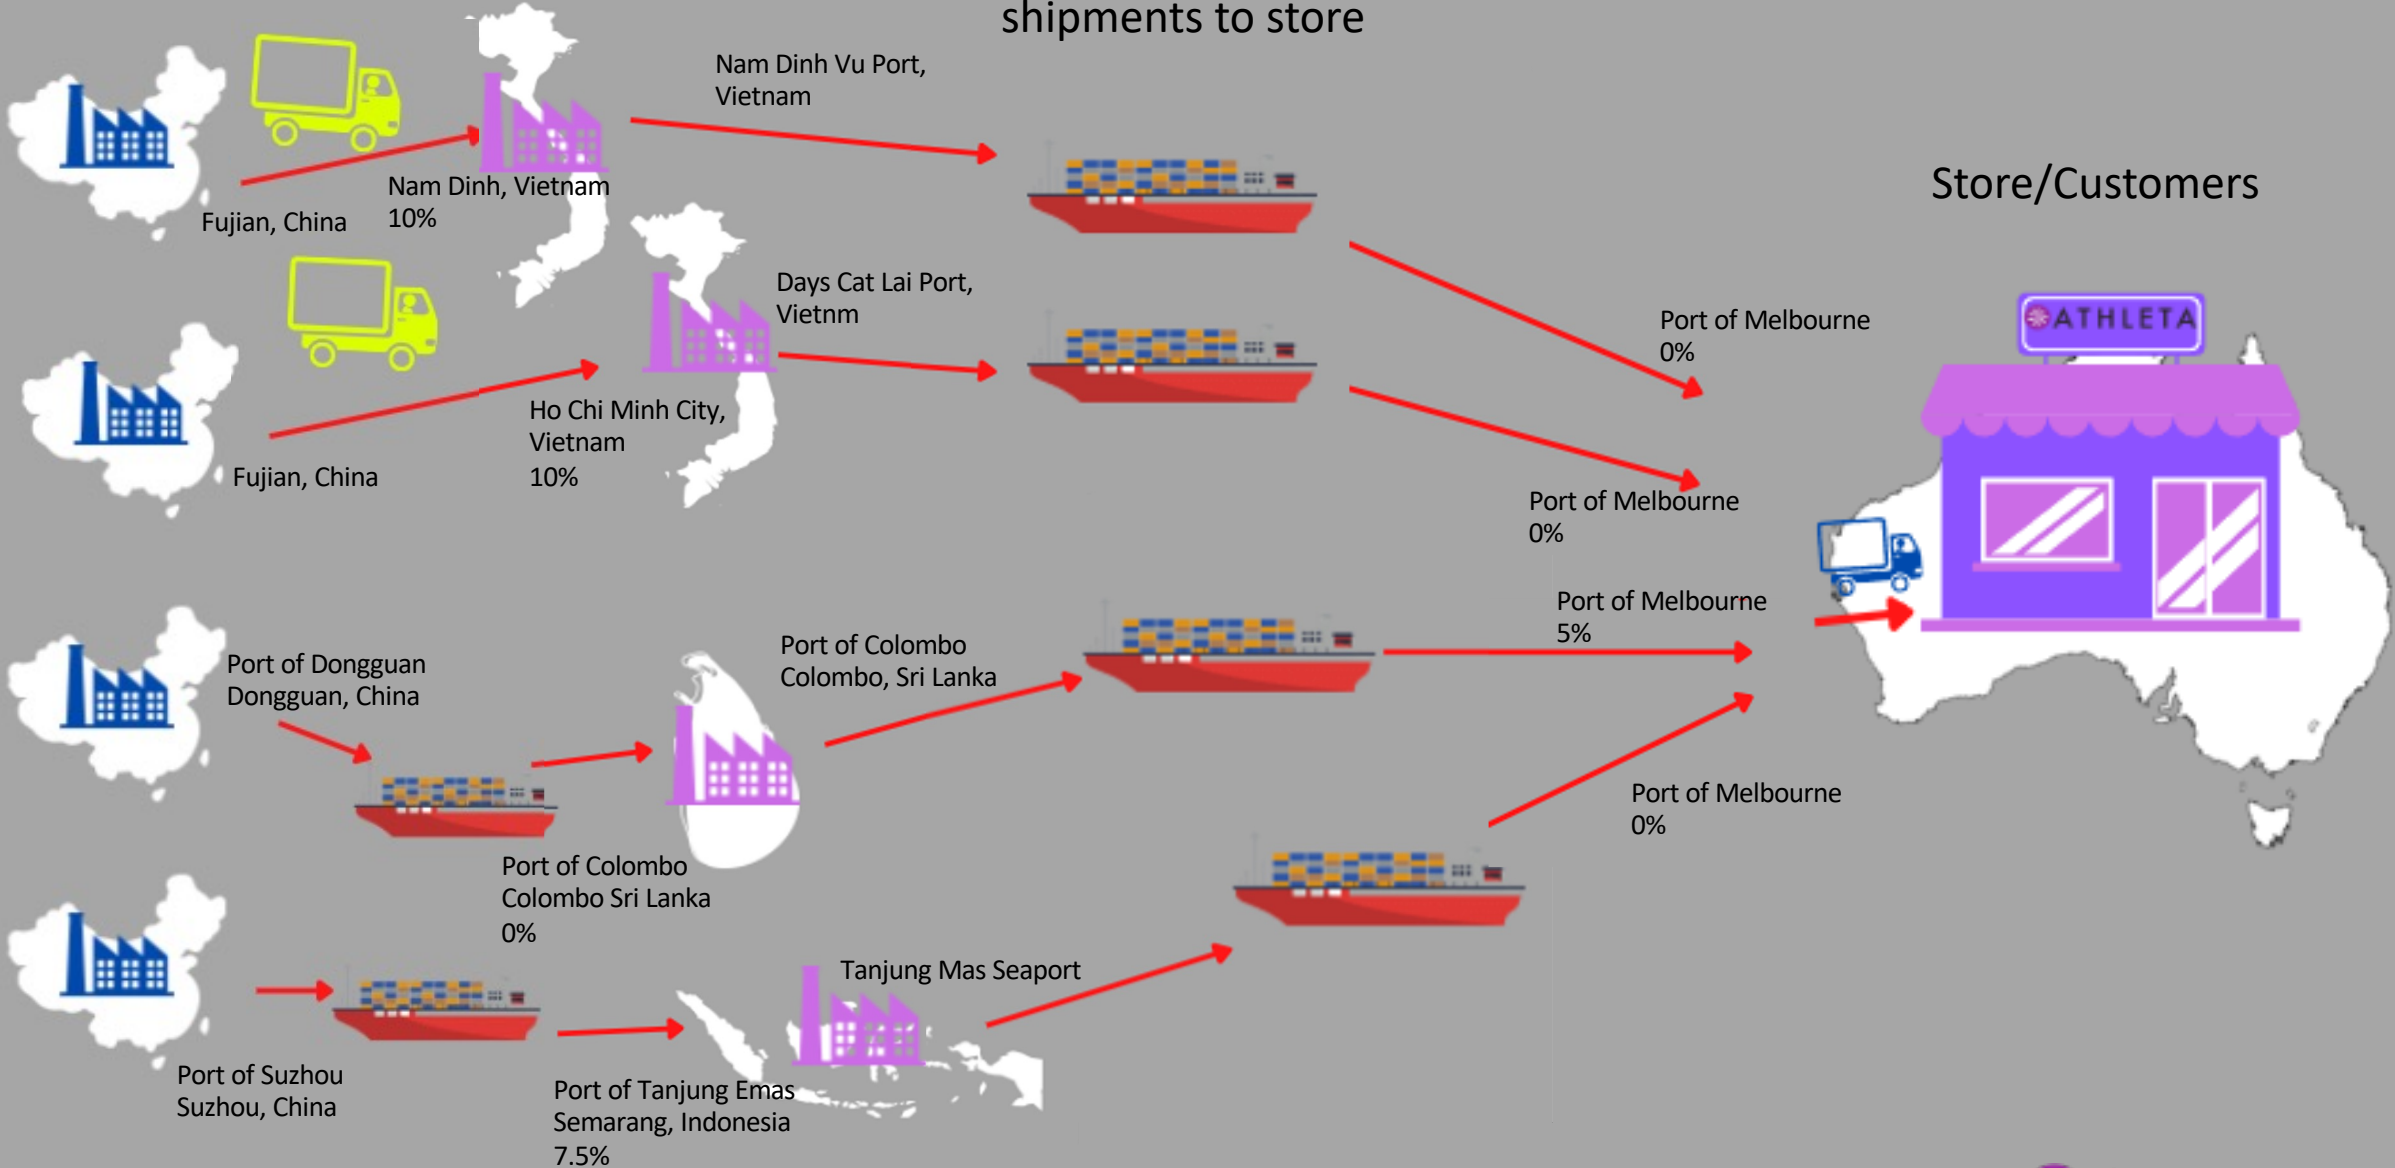 shipments to store
Nam Dinh Vu Port,
Vietnam
Nam Dinh, Vietnam
10%
Fujian, China
Store/Customers
Days Cat Lai Port,
Vietnm
Port of Melbourne
0%
ATHLETA
Ho Chi Minh City,
Vietnam
10%
Fujian, China
Port of Melbourne
0%
Port of Melbourne
5%
Port of Dongguan
Dongguan, China
Port of Colombo
Colombo, Sri Lanka
Port of Melbourne
0%
Port of Colombo
Colombo Sri Lanka
0%
Tanjung Mas Seaport
Port of Suzhou
Suzhou, China
Port of Tanjung Emas
Semarang, Indonesia
7.5%